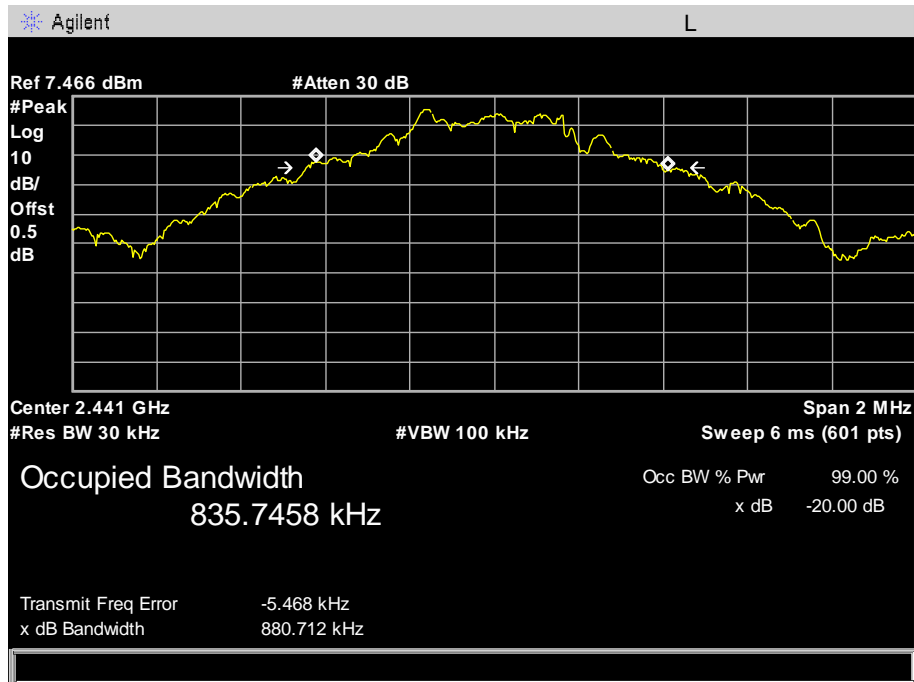 Agilent L
Ref 7.466 dBm #Atten 30 dB
#Peak
Log
10
dB/
Offst
0.5
dB
Center 2.441 GHz Span 2 MHz
#Res BW 30 kHz #VBW 100 kHz Sweep 6 ms (601 pts)
Occupied Bandwidth Occ BW % Pwr 99.00 %
835.7458 kHz x dB -20.00 dB
Transmit Freq Error -5.468 kHz
x dB Bandwidth 880.712 kHz